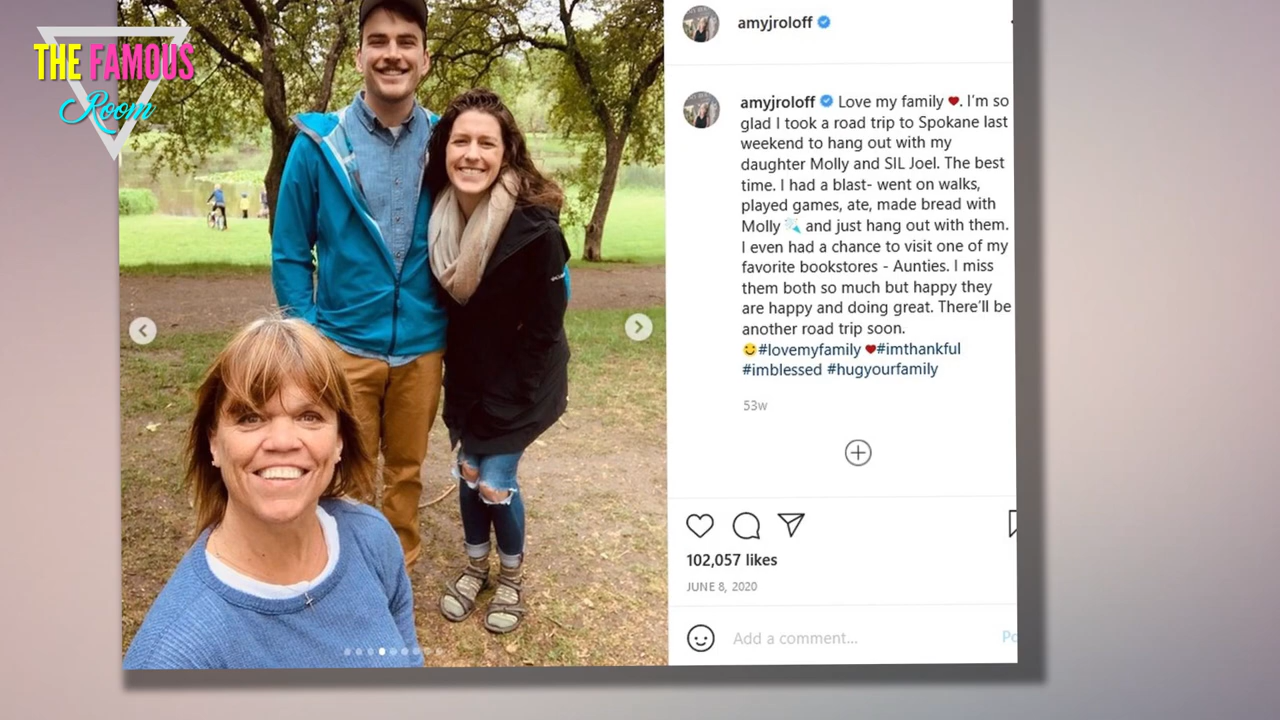 THE FAMOUS
Room
amyjroloff
amyjroloff Love my family ❤. I'm so
glad I took a road trip to Spokane last
weekend to hang out with my
daughter Molly and SIL Joel. The best
time. I had a blast- went on walks,
played games, ate, made bread with
Molly and just hang out with them.
I even had a chance to visit one of my
favorite bookstores - Aunties. I miss
them both so much but happy they
are happy and doing great. There'll be
another road trip soon.
😊#lovemyfamily ❤#imthankful
#imblessed #hugyourfamily
53w
102,057 likes
JUNE 8, 2020
Add a comment...
Po